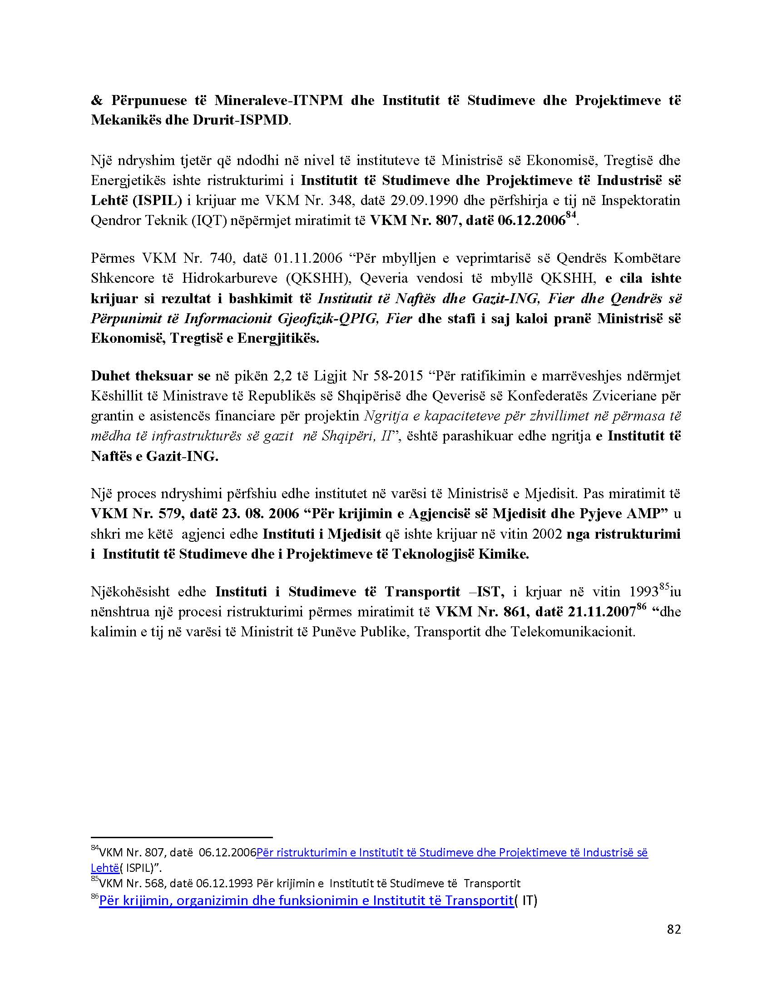 & Përpunuese të Mineraleve-ITNPM dhe Institutit të Studimeve dhe Projektimeve të
Mekanikës dhe Drurit-ISPMD.
Një ndryshim tjetër që ndodhi në nivel të instituteve të Ministrisë së Ekonomisë, Tregtisë dhe
Energjetikës ishte ristrukturimi i Institutit të Studimeve dhe Projektimeve të Industrisë së
Lehtë (ISPIL) i krijuar me VKM Nr. 348, datë 29.09.1990 dhe përfshirja e tij në Inspektoratin
Qendror Teknik (IQT) nëpërmjet miratimit të VKM Nr. 807, datë 06.12.2006⁸⁴.
Përmes VKM Nr. 740, datë 01.11.2006 “Për mbylljen e veprimtarisë së Qendrës Kombëtare
Shkencore të Hidrokarbureve (QKSHH), Qeveria vendosi të mbyllë QKSHH, e cila ishte
krijuar si rezultat i bashkimit të Institutit të Naftës dhe Gazit-ING, Fier dhe Qendrës së
Përpunimit të Informacionit Gjeofizik-QPIG, Fier dhe stafi i saj kaloi pranë Ministrisë së
Ekonomisë, Tregtisë e Energjitikës.
Duhet theksuar se në pikën 2,2 të Ligjit Nr 58-2015 “Për ratifikimin e marrëveshjes ndërmjet
Këshillit të Ministrave të Republikës së Shqipërisë dhe Qeverisë së Konfederatës Zviceriane për
grantin e asistencës financiare për projektin Ngritja e kapaciteteve për zhvillimet në përmasa të
mëdha të infrastrukturës së gazit  në Shqipëri, II”, është parashikuar edhe ngritja e Institutit të
Naftës e Gazit-ING.
Një proces ndryshimi përfshiu edhe institutet në varësi të Ministrisë e Mjedisit. Pas miratimit të
VKM Nr. 579, datë 23. 08. 2006 “Për krijimin e Agjencisë së Mjedisit dhe Pyjeve AMP” u
shkri me këtë  agjenci edhe Instituti i Mjedisit që ishte krijuar në vitin 2002 nga ristrukturimi
i  Institutit të Studimeve dhe i Projektimeve të Teknologjisë Kimike.
Njëkohësisht edhe Instituti i Studimeve të Transportit –IST, i krjuar në vitin 1993⁸⁵iu
nënshtrua një procesi ristrukturimi përmes miratimit të VKM Nr. 861, datë 21.11.2007⁸⁶ “dhe
kalimin e tij në varësi të Ministrit të Punëve Publike, Transportit dhe Telekomunikacionit.
⁸⁴VKM Nr. 807, datë  06.12.2006Për ristrukturimin e Institutit të Studimeve dhe Projektimeve të Industrisë së
Lehtë( ISPIL)”.
⁸⁵VKM Nr. 568, datë 06.12.1993 Për krijimin e  Institutit të Studimeve të  Transportit
⁸⁶Për krijimin, organizimin dhe funksionimin e Institutit të Transportit( IT)
82